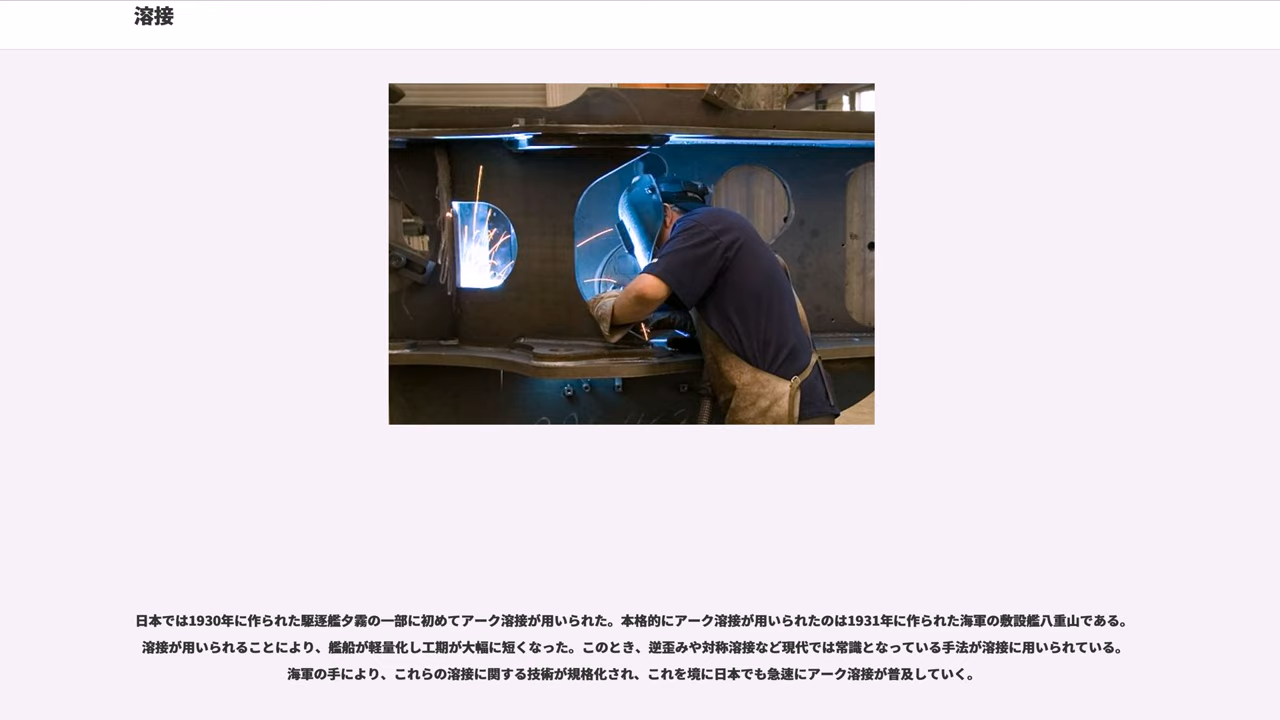 溶接
日本では1930年に作られた駆逐艦夕霧の一部に初めてアーク溶接が用いられた。本格的にアーク溶接が用いられたのは1931年に作られた海軍の敷設艦八重山である。
溶接が用いられることにより、艦船が軽量化し工期が大幅に短くなった。このとき、逆歪みや対称溶接など現代では常識となっている手法が溶接に用いられている。
海軍の手により、これらの溶接に関する技術が規格化され、これを境に日本でも急速にアーク溶接が普及していく。